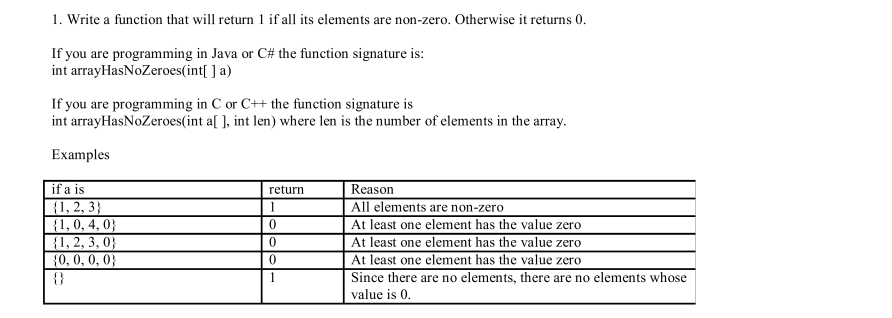 1. Write a function that will return 1 if all its elements are non-zero. Otherwise it returns 0.
If you are programming in Java or C# the function signature is:
int arrayHasNoZeroes(int[ ] a)
If you are programming in C or C++ the function signature is
int arrayHasNoZeroes(int a[ ], int len) where len is the number of elements in the array.
Examples
if a is return Reason
{1, 2, 3} 1 All elements are non-zero
{1, 0, 4, 0} 0 At least one element has the value zero
{1, 2, 3, 0} 0 At least one element has the value zero
{0, 0, 0, 0} 0 At least one element has the value zero
{} 1 Since there are no elements, there are no elements whose
value is 0.